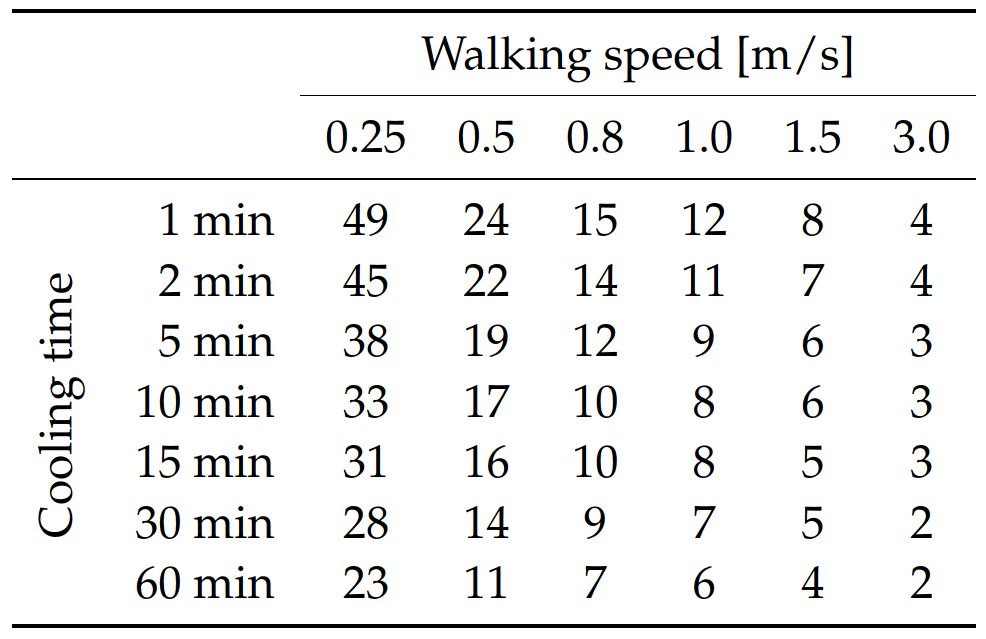 Walking speed [m/s]
0.25 0.5 0.8 1.0 1.5 3.0
Cooling time
1 min 49 24 15 12 8 4
2 min 45 22 14 11 7 4
5 min 38 19 12 9 6 3
10 min 33 17 10 8 6 3
15 min 31 16 10 8 5 3
30 min 28 14 9 7 5 2
60 min 23 11 7 6 4 2